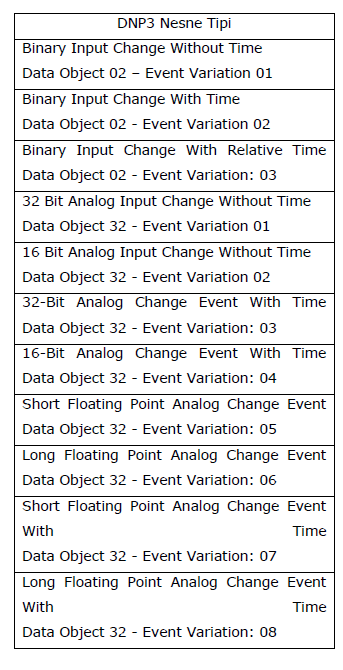 DNP3 Nesne Tipi
Binary Input Change Without Time
Data Object 02 – Event Variation 01
Binary Input Change With Time
Data Object 02 - Event Variation 02
Binary Input Change With Relative Time
Data Object 02 - Event Variation: 03
32 Bit Analog Input Change Without Time
Data Object 32 - Event Variation 01
16 Bit Analog Input Change Without Time
Data Object 32 - Event Variation 02
32-Bit Analog Change Event With Time
Data Object 32 - Event Variation: 03
16-Bit Analog Change Event With Time
Data Object 32 - Event Variation: 04
Short Floating Point Analog Change Event
Data Object 32 - Event Variation: 05
Long Floating Point Analog Change Event
Data Object 32 - Event Variation: 06
Short Floating Point Analog Change Event
With Time
Data Object 32 - Event Variation: 07
Long Floating Point Analog Change Event
With Time
Data Object 32 - Event Variation: 08